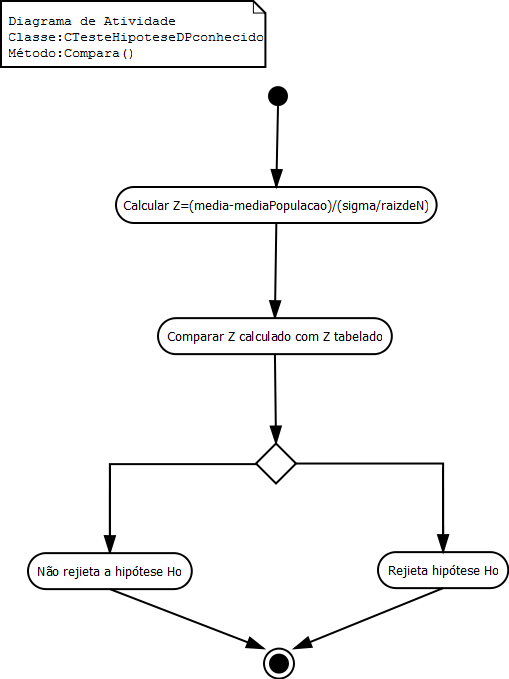 Diagrama de Atividade
Classe:CTesteHipoteseDPconhecido
Método:Compara()
Calcular Z=(media-mediaPopulacao)/(sigma/raizdeN)
Comparar Z calculado com Z tabelado
Não rejieta a hipótese Ho
Rejieta hipótese Ho